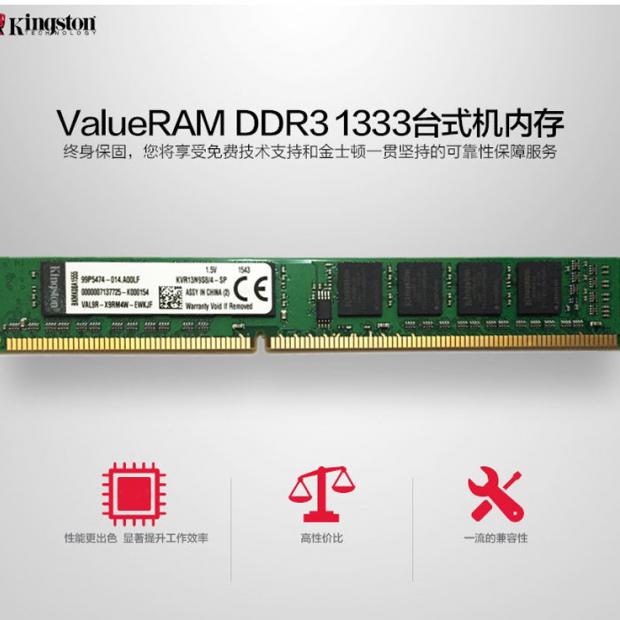 Kingston
TECHNOLOGY
ValueRAM DDR3 1333台式机内存
终身保固，您将享受免费技术支持和金士顿一贯坚持的可靠性保障服务
Kingston
1.5V 1543
99P5474-014.A00LF KVR13N9S8/4-SP
0000007137725-K000154 ASSY IN CHINA (2)
VAL9R-X9RM4W-EWKJF Warranty Void If Removed
性能更出色 显著提升工作效率
高性价比
一流的兼容性